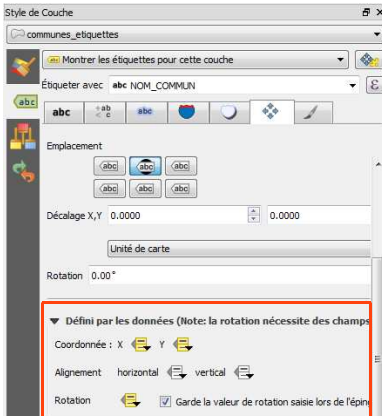 Style de Couche
communes_etiquettes
Montrer les étiquettes pour cette couche
Étiqueter avec abc NOM_COMMUN ε
abc
abc +ab < c abc
Emplacement
abc abc abc
abc abc abc
Décalage X,Y 0.0000 0.0000
Unité de carte
Rotation 0.00°
Défini par les données (Note: la rotation nécessite des champs
Coordonnée : X Y
Alignement horizontal vertical
Rotation Garde la valeur de rotation saisie lors de l'épin